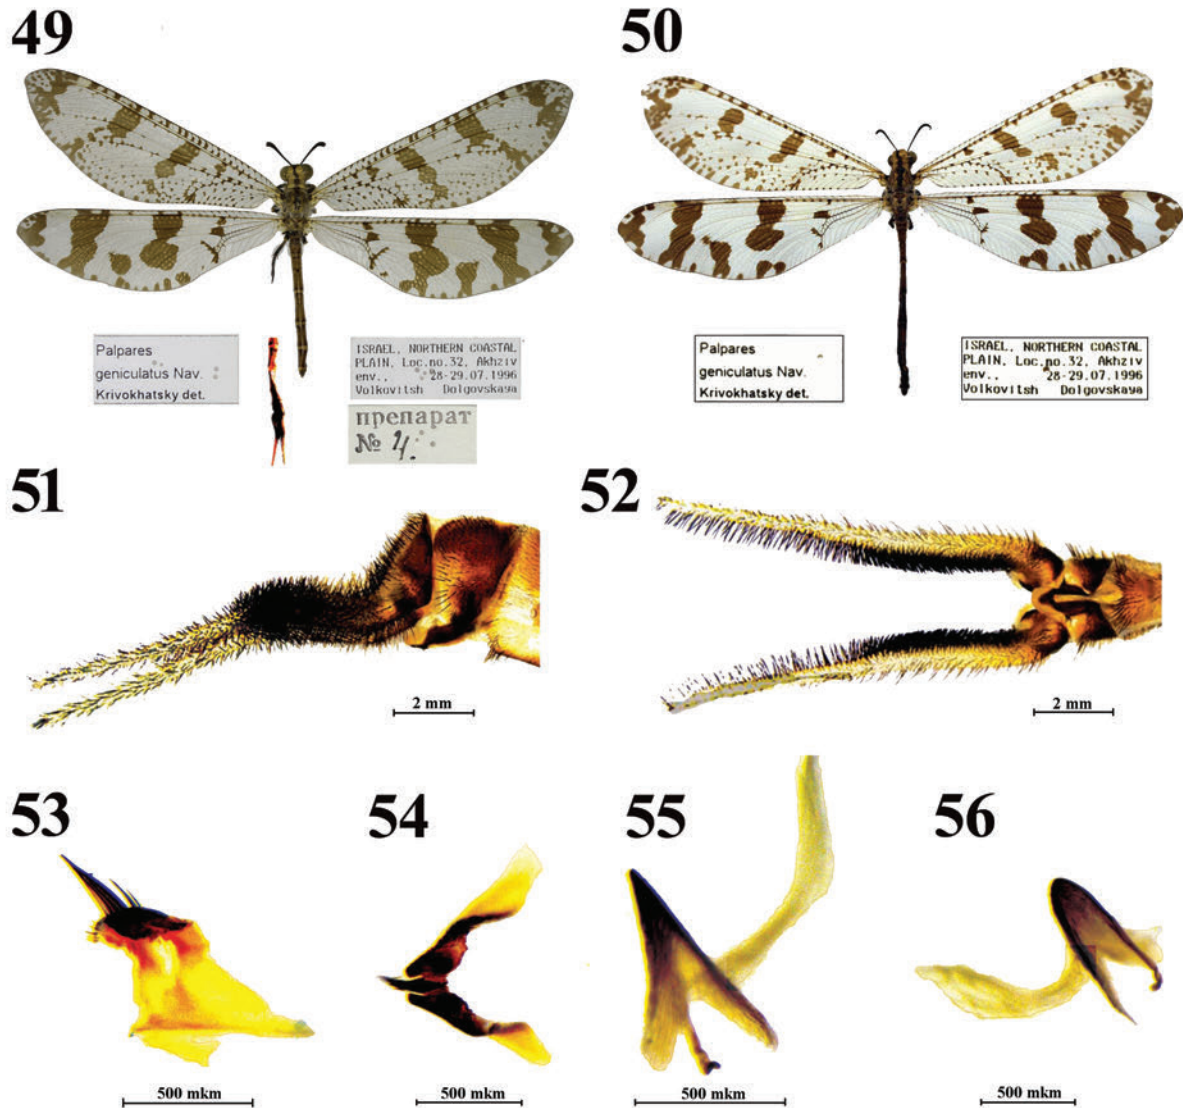 49
50
Palpares
geniculatus Nav.
Krivokhatsky det.
ISRAEL, NORTHERN COASTAL
PLAIN, Loc.no.32, Akhziv
env., 28-29.07.1996
Volkovitsh Dolgovskaya
препарат
№ 4.
Palpares
geniculatus Nav.
Krivokhatsky det.
ISRAEL, NORTHERN COASTAL
PLAIN, Loc.no.32, Akhziv
env., 28-29.07.1996
Volkovitsh Dolgovskaya
51
52
2 mm
2 mm
53
54
55
56
500 mkm
500 mkm
500 mkm
500 mkm